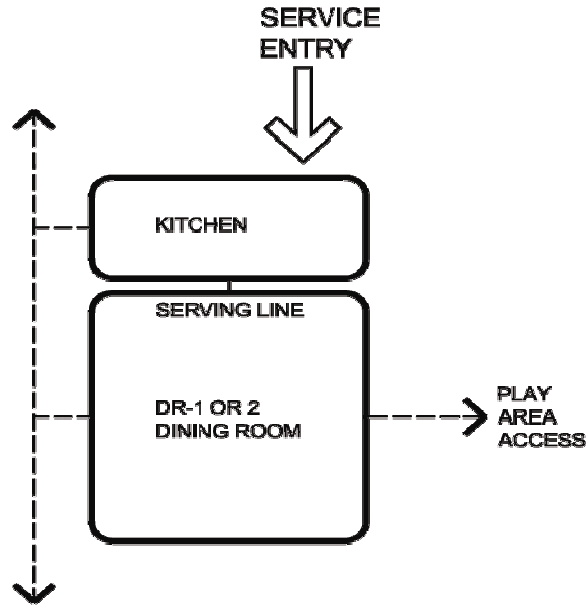 SERVICE
ENTRY
KITCHEN
SERVING LINE
DR-1 OR 2
DINING ROOM
PLAY
AREA
ACCESS